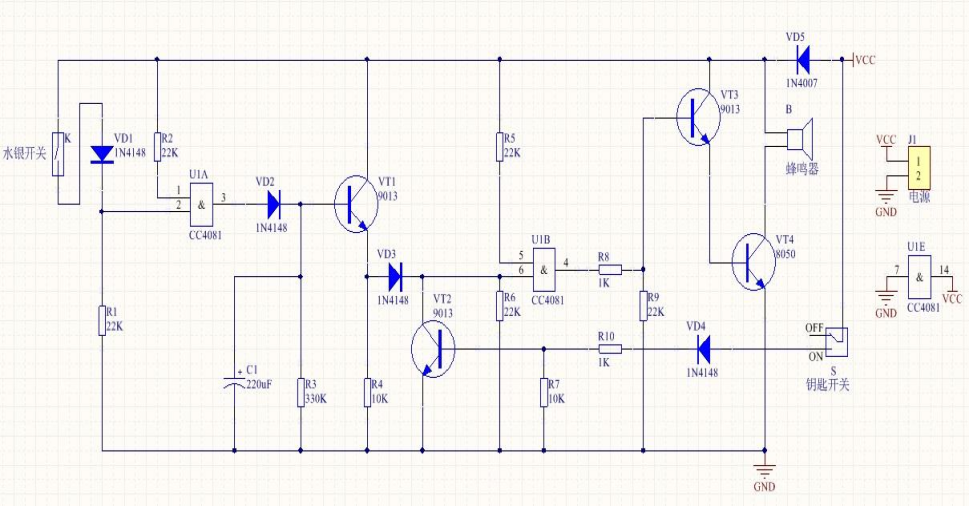 VD5
VCC
1N4007
VT3
9013
B
蜂鸣器
K
水银开关
VD1
1N4148
R2
22K
R5
22K
VCC
J1
1
2
电源
GND
U1A
1
2
3
&
CC4081
VD2
1N4148
VT1
9013
VD3
1N4148
U1B
5
6
4
&
CC4081
R8
1K
VT4
8050
U1E
7
14
&
CC4081
GND
VCC
R1
22K
VT2
9013
R6
22K
R9
22K
R10
1K
VD4
1N4148
OFF
ON
S
钥匙开关
+
C1
220uF
R3
330K
R4
10K
R7
10K
GND